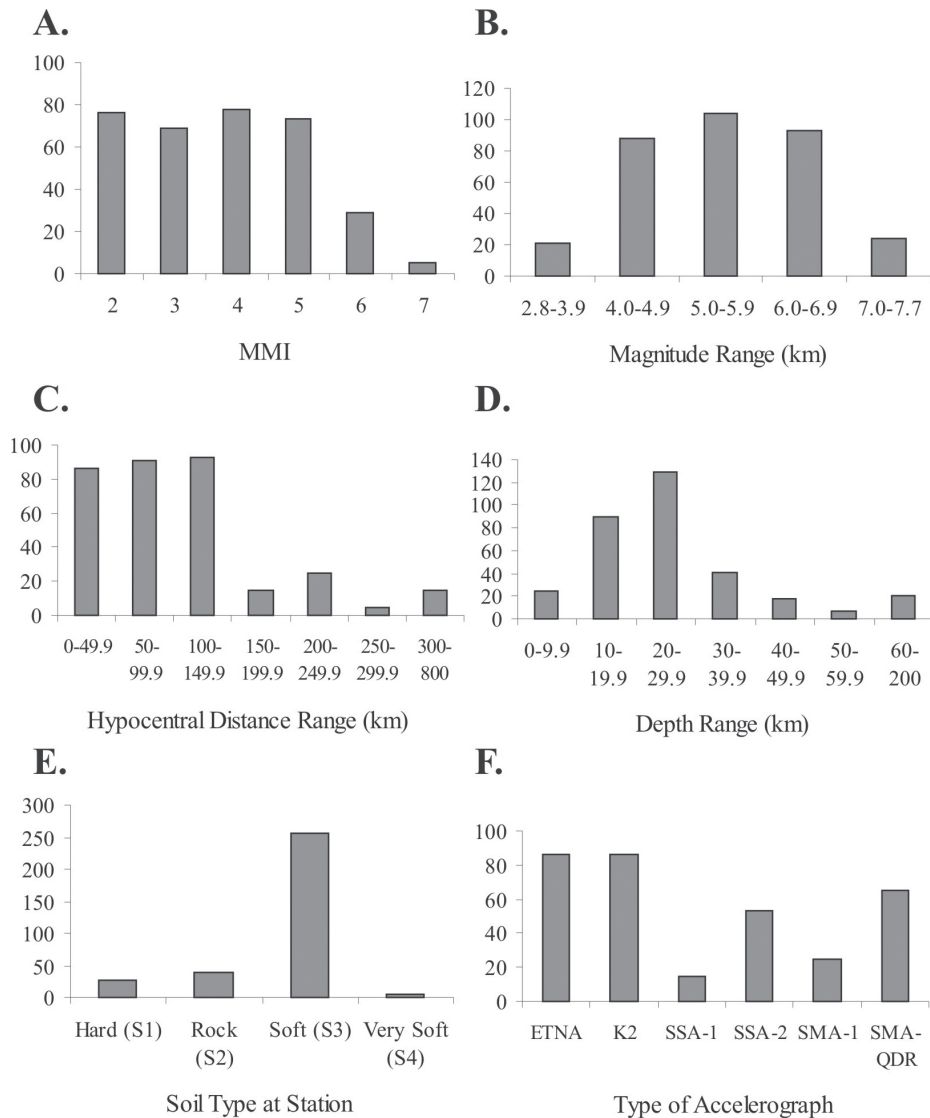 A.
100
80
60
40
20
0
2 3 4 5 6 7
MMI
B.
120
100
80
60
40
20
0
2.8-3.9 4.0-4.9 5.0-5.9 6.0-6.9 7.0-7.7
Magnitude Range (km)
C.
100
80
60
40
20
0
0-49.9 50- 100- 150- 200- 250- 300-
99.9 149.9 199.9 249.9 299.9 800
Hypocentral Distance Range (km)
D.
140
120
100
80
60
40
20
0
0-9.9 10- 20- 30- 40- 50- 60-
19.9 29.9 39.9 49.9 59.9 200
Depth Range (km)
E.
300
250
200
150
100
50
0
Hard (S1) Rock Soft (S3) Very Soft
(S2) (S4)
Soil Type at Station
F.
100
80
60
40
20
0
ETNA K2 SSA-1 SSA-2 SMA-1 SMA-
QDR
Type of Accelerograph